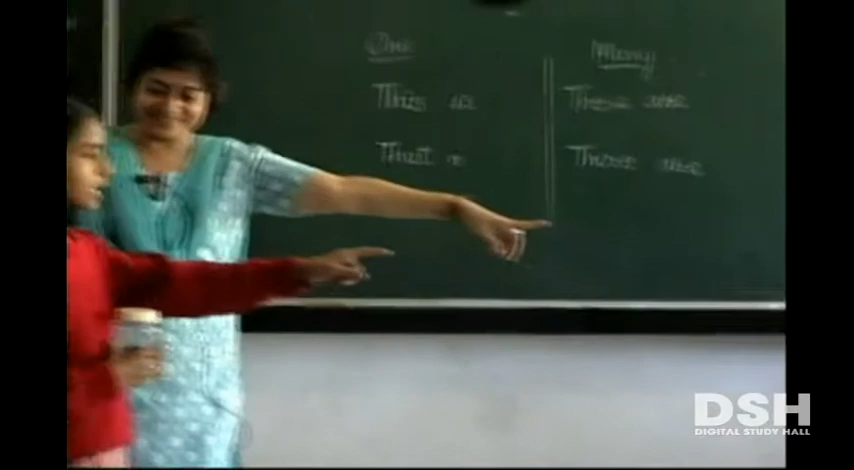 One Many
This is These are
That is Those are
DSH
DIGITAL STUDY HALL